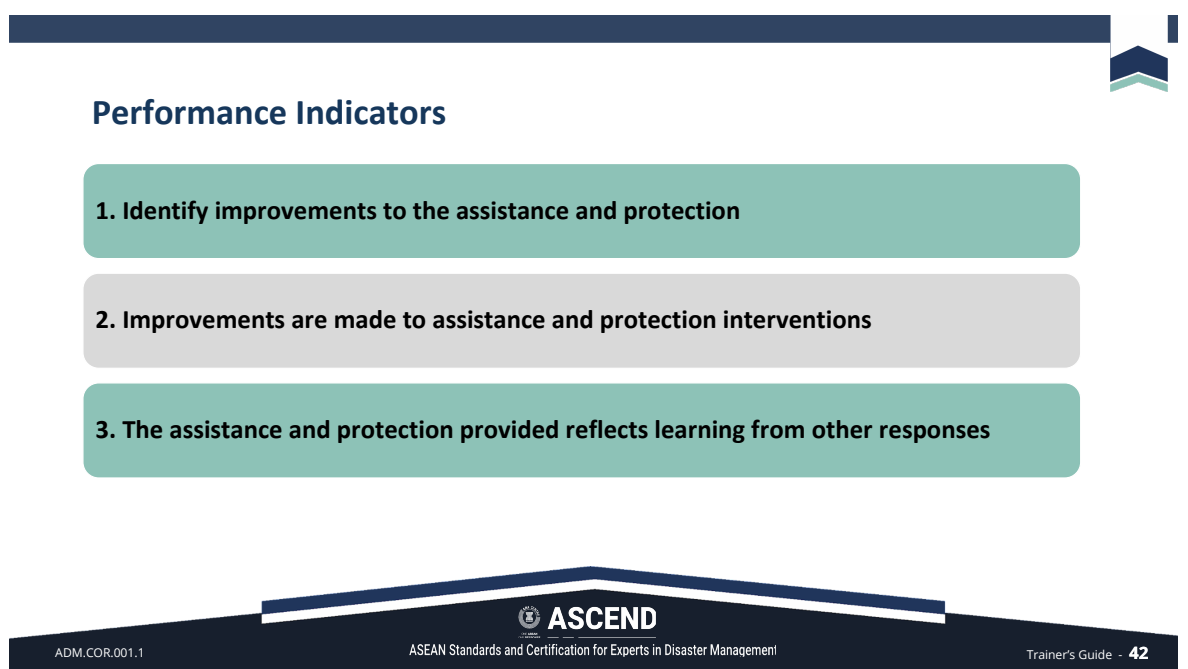 Performance Indicators
1. Identify improvements to the assistance and protection
2. Improvements are made to assistance and protection interventions
3. The assistance and protection provided reflects learning from other responses
ASCEND
ASEAN Standards and Certification for Experts in Disaster Management
ADM.COR.001.1
Trainer's Guide - 42